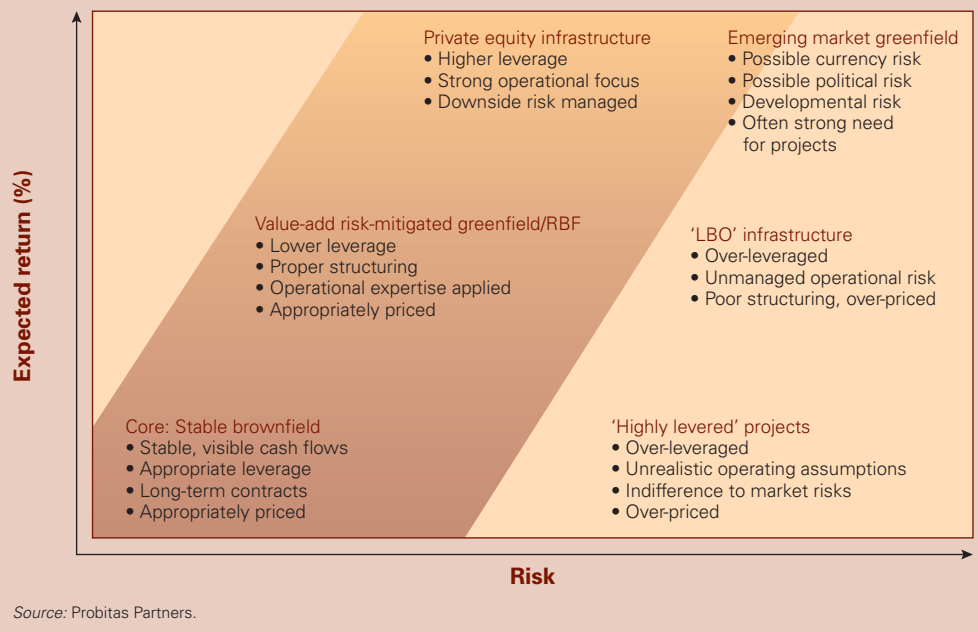 Expected return (%)
Private equity infrastructure
• Higher leverage
• Strong operational focus
• Downside risk managed
Emerging market greenfield
• Possible currency risk
• Possible political risk
• Developmental risk
• Often strong need
for projects
Value-add risk-mitigated greenfield/RBF
• Lower leverage
• Proper structuring
• Operational expertise applied
• Appropriately priced
‘LBO’ infrastructure
• Over-leveraged
• Unmanaged operational risk
• Poor structuring, over-priced
Core: Stable brownfield
• Stable, visible cash flows
• Appropriate leverage
• Long-term contracts
• Appropriately priced
‘Highly levered’ projects
• Over-leveraged
• Unrealistic operating assumptions
• Indifference to market risks
• Over-priced
Risk
Source: Probitas Partners.